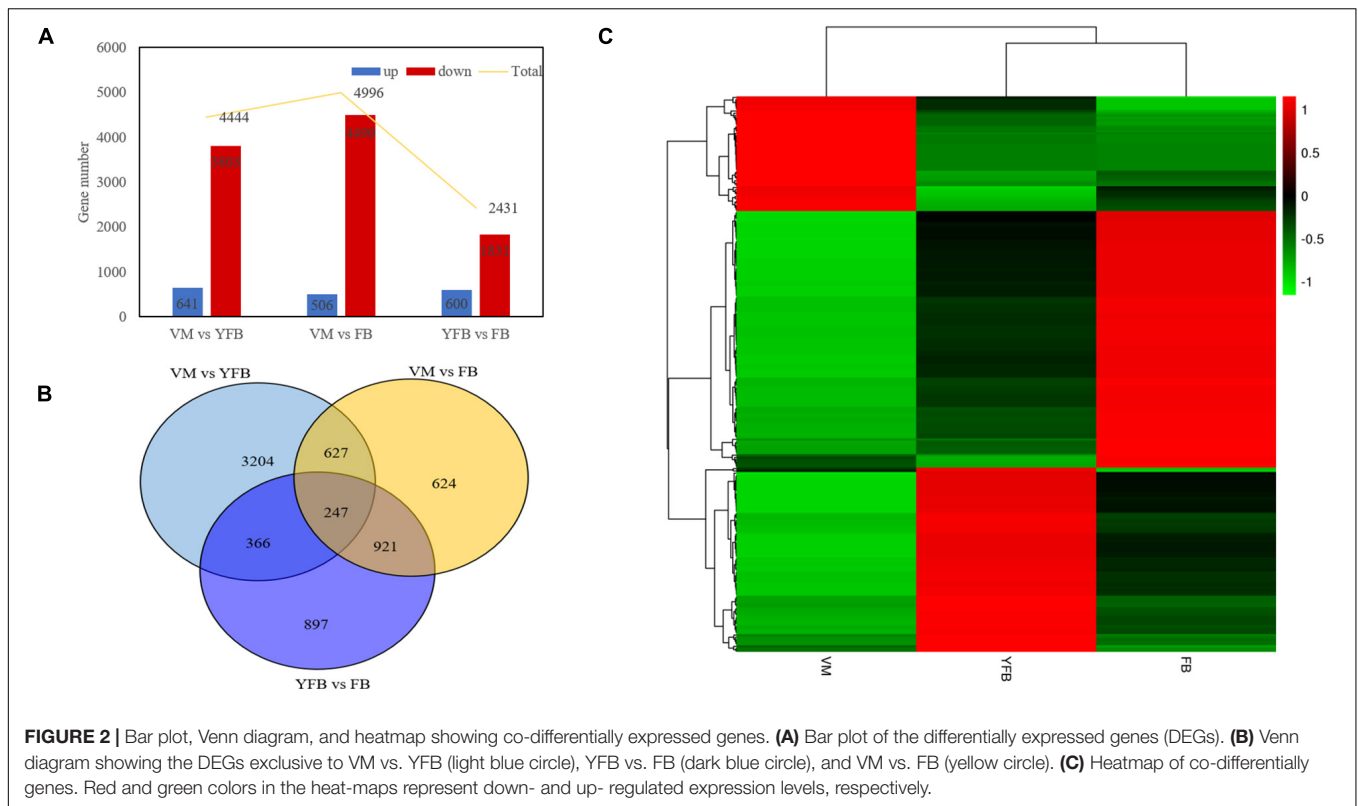 A
6000
5000
4000
3000
2000
1000
0
Gene number
up down Total
4444
4996
2431
3803
4490
1831
641
506
600
VM vs YFB
VM vs FB
YFB vs FB
B
VM vs YFB
VM vs FB
3204
627
624
247
366
921
897
YFB vs FB
C
1
0.5
0
-0.5
-1
VM
YFB
FB
FIGURE 2 | Bar plot, Venn diagram, and heatmap showing co-differentially expressed genes. (A) Bar plot of the differentially expressed genes (DEGs). (B) Venn
diagram showing the DEGs exclusive to VM vs. YFB (light blue circle), YFB vs. FB (dark blue circle), and VM vs. FB (yellow circle). (C) Heatmap of co-differentially
genes. Red and green colors in the heat-maps represent down- and up- regulated expression levels, respectively.